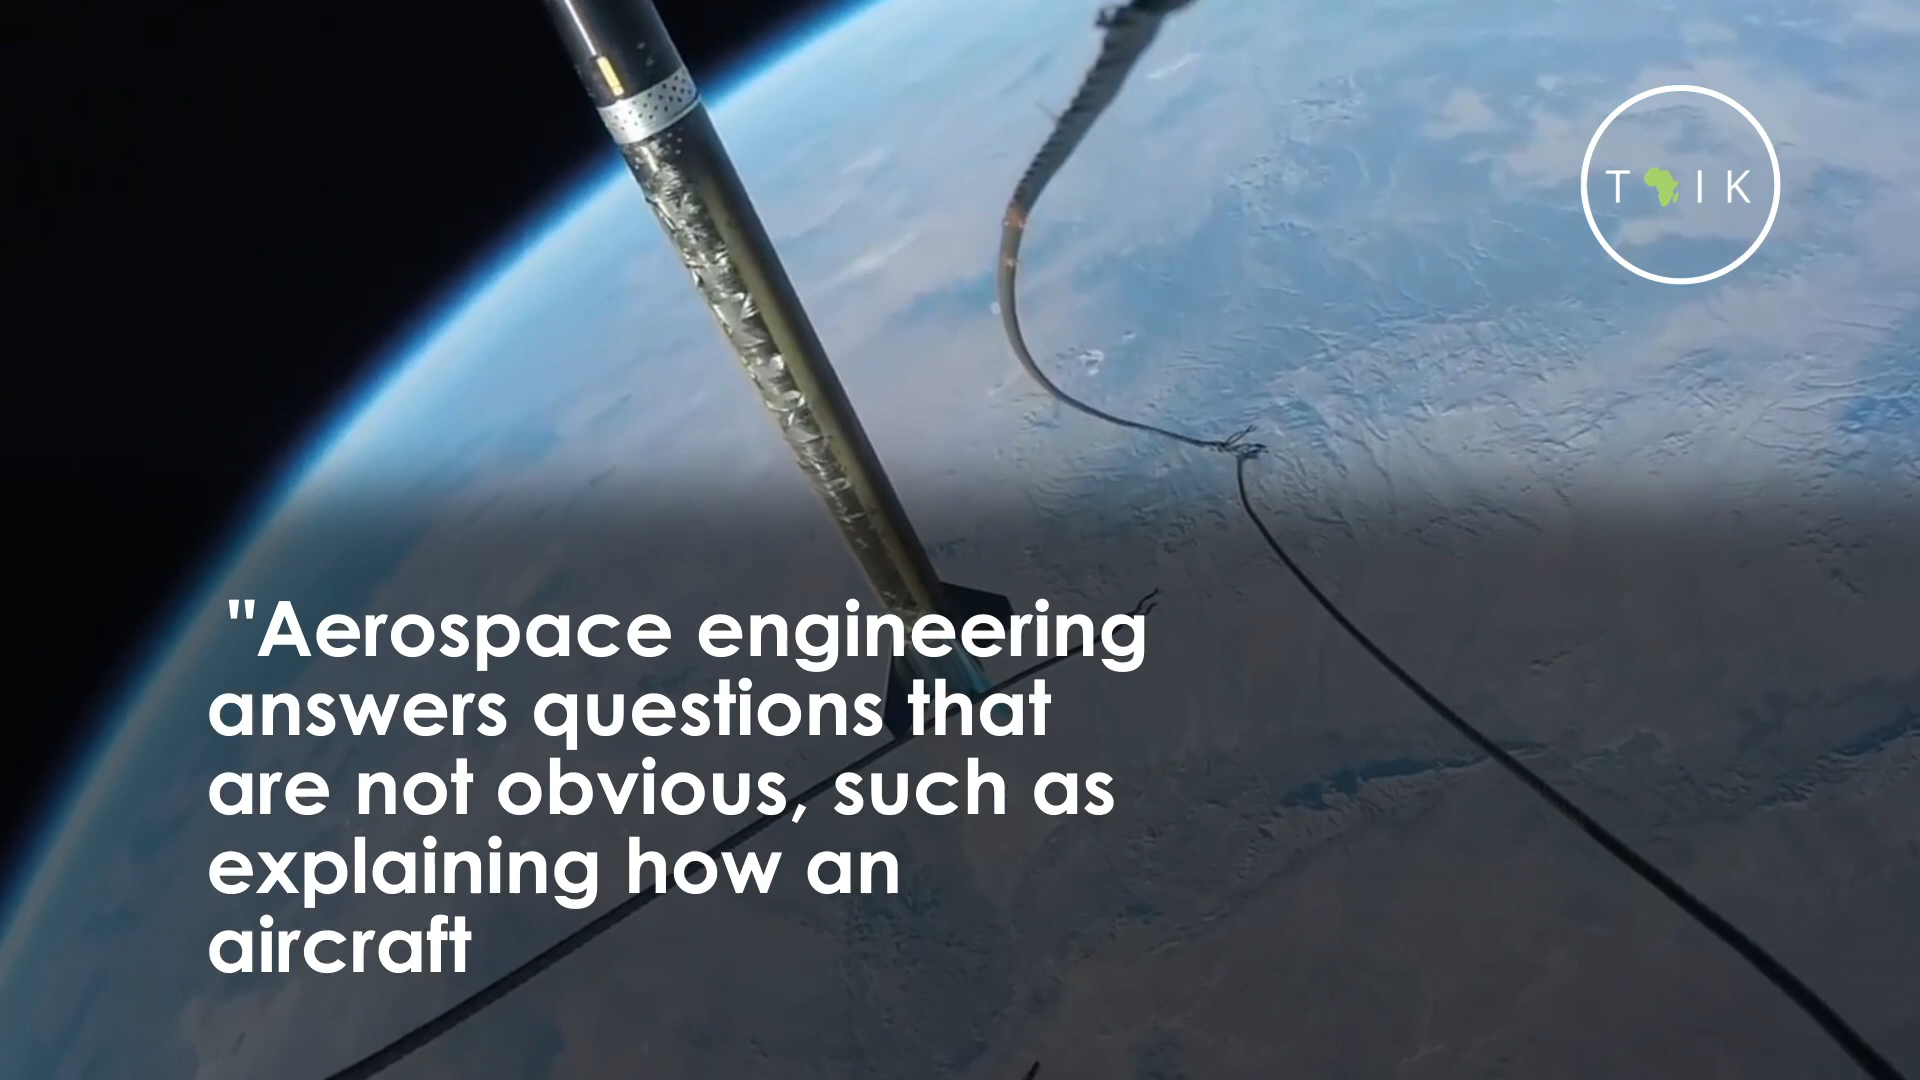 T IK
"Aerospace engineering
answers questions that
are not obvious, such as
explaining how an
aircraft